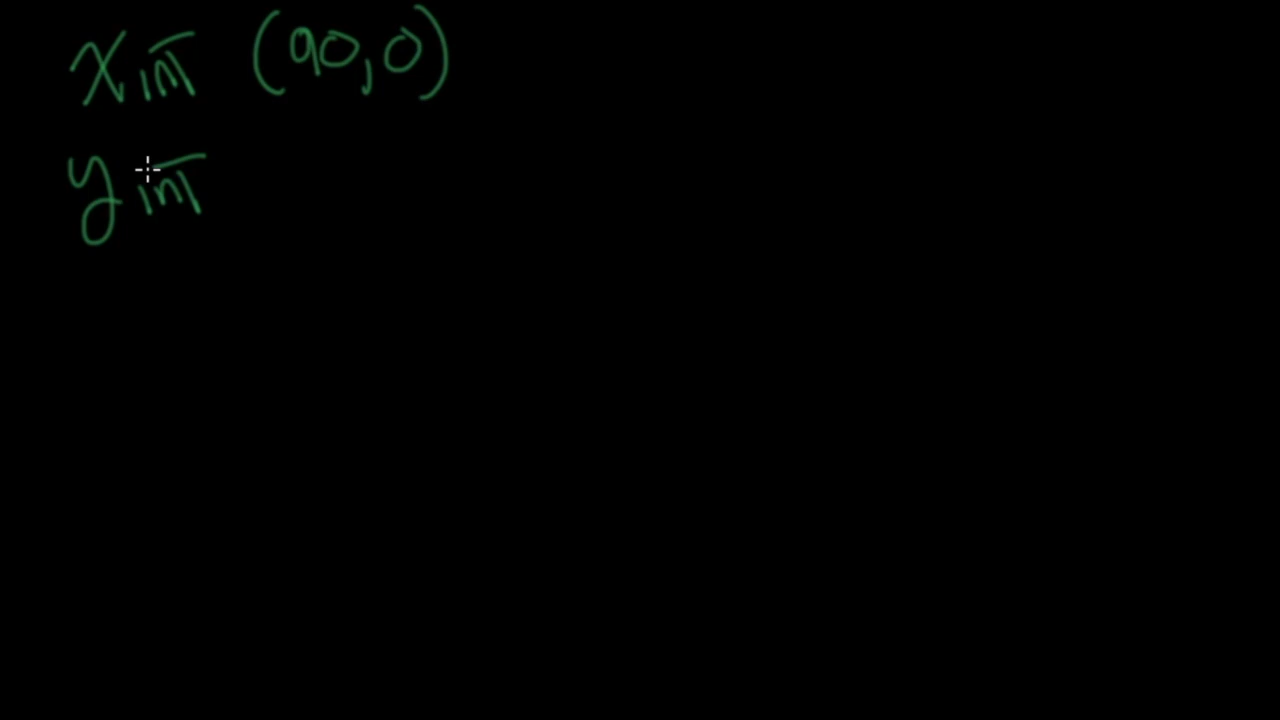 x int (90,0)
y int